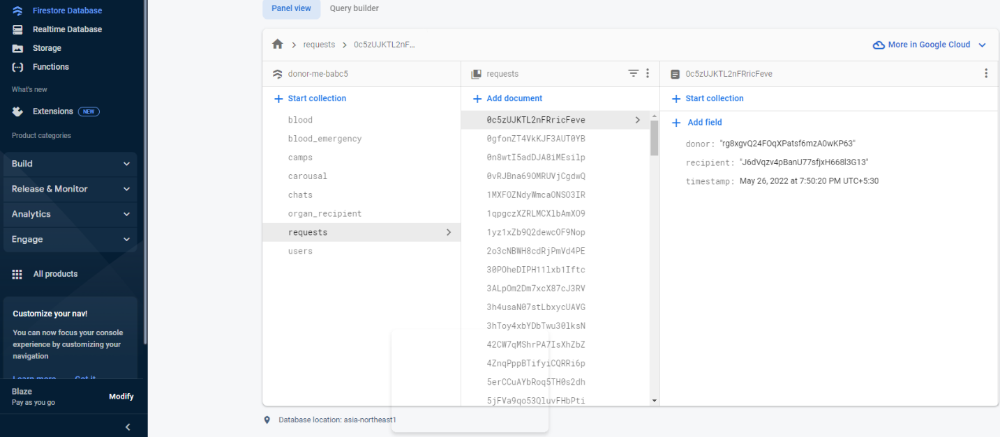 Firestore Database
Realtime Database
Storage
Functions
What's new
Extensions NEW
Product categories
Build
Release & Monitor
Analytics
Engage
All products
Customize your nav!
You can now focus your console
experience by customizing your
navigation
Learn more Got it
Blaze
Pay as you go
Modify
Panel view Query builder
requests 0c5zUJKTL2nF...
More in Google Cloud
donor-me-babc5
Start collection
blood
blood_emergency
camps
carousal
chats
organ_recipient
requests
users
requests
Add document
0c5zUJKTL2nFRricFeve
0gfonZT4VkKJF3AUT0YB
0n8wtI5adDJA8iMEsilp
0vRJBna69OMRUVjCgdwQ
1MXFOZNdyWmcaONSO3IR
1qpgczXZRLMCXlbAmXO9
1yz1xZb9Q2dewcOF9Nop
2o3cNBWH8cdRjPmVd4PE
30POheDIPH11lxb1Iftc
3ALpOm2Dm7xcX87cJ3RV
3h4usaN07stLbxycUAVG
3hToy4xbYDbTwu30lksN
42CW7qMShrPA7IsXhZbZ
4ZnqPppBTifyiCQRRi6p
5erCCuAYbRoq5TH0s2dh
5jFVa9qo53QluvFHbPti
0c5zUJKTL2nFRricFeve
Start collection
Add field
donor: "rg8xgvQ24FOqXPatsf6mzA0wKP63"
recipient: "J6dVqzv4pBanU77sfjxH668l3G13"
timestamp: May 26, 2022 at 7:50:20 PM UTC+5:30
Database location: asia-northeast1